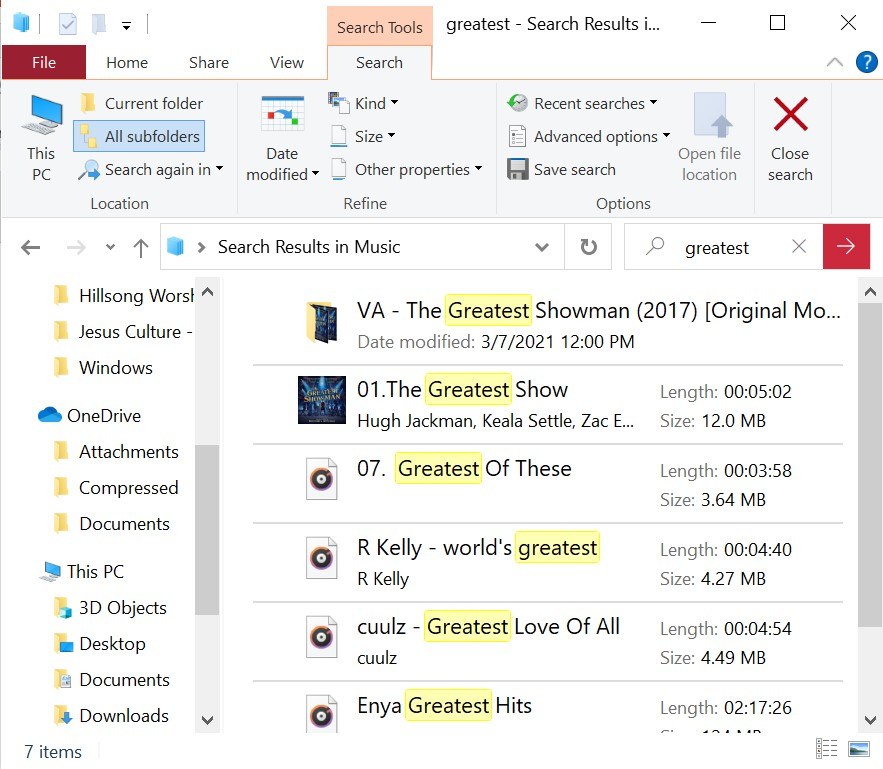 Search Tools
greatest - Search Results i...
File
Home
Share
View
Search
?
This PC
Current folder
All subfolders
Search again in
Location
Date modified
Kind
Size
Other properties
Refine
Recent searches
Advanced options
Save search
Open file location
Options
Close search
Search Results in Music
greatest
Hillsong Worsh
Jesus Culture -
Windows
OneDrive
Attachments
Compressed
Documents
This PC
3D Objects
Desktop
Documents
Downloads
VA - The Greatest Showman (2017) [Original Mo...
Date modified: 3/7/2021 12:00 PM
01.The Greatest Show
Length: 00:05:02
Hugh Jackman, Keala Settle, Zac E...
Size: 12.0 MB
07. Greatest Of These
Length: 00:03:58
Size: 3.64 MB
R Kelly - world's greatest
Length: 00:04:40
R Kelly
Size: 4.27 MB
cuulz - Greatest Love Of All
Length: 00:04:54
cuulz
Size: 4.49 MB
Enya Greatest Hits
Length: 02:17:26
7 items